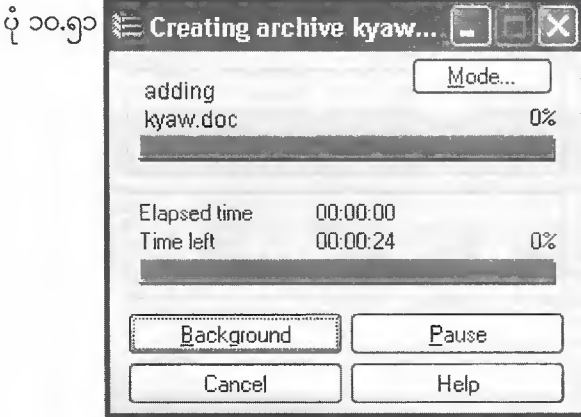 ပုံ ၁၀.၅၁
Creating archive kyaw...
Mode...
adding
kyaw.doc 0%
Elapsed time 00:00:00
Time left 00:00:24 0%
Background Pause
Cancel Help